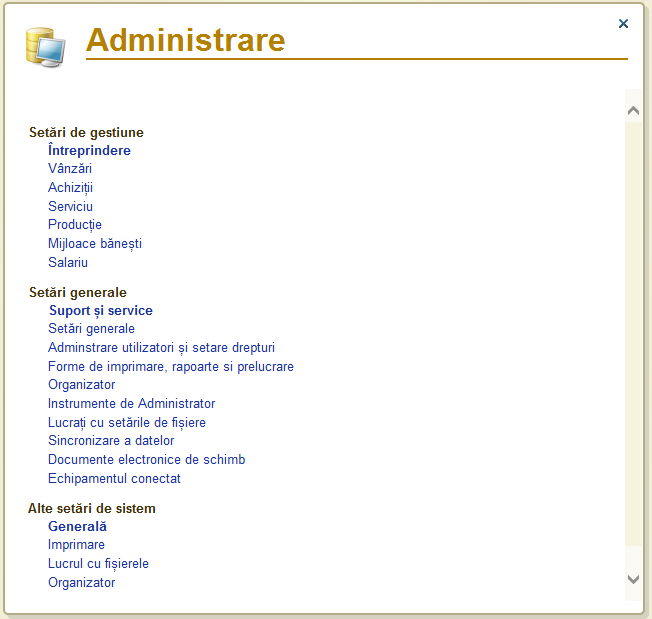 Administrare
Setări de gestiune
Întreprindere
Vânzări
Achiziții
Serviciu
Producție
Mijloace bănești
Salariu
Setări generale
Suport și service
Setări generale
Adminstrare utilizatori și setare drepturi
Forme de imprimare, rapoarte si prelucrare
Organizator
Instrumente de Administrator
Lucrați cu setările de fișiere
Sincronizare a datelor
Documente electronice de schimb
Echipamentul conectat
Alte setări de sistem
Generală
Imprimare
Lucrul cu fișierele
Organizator